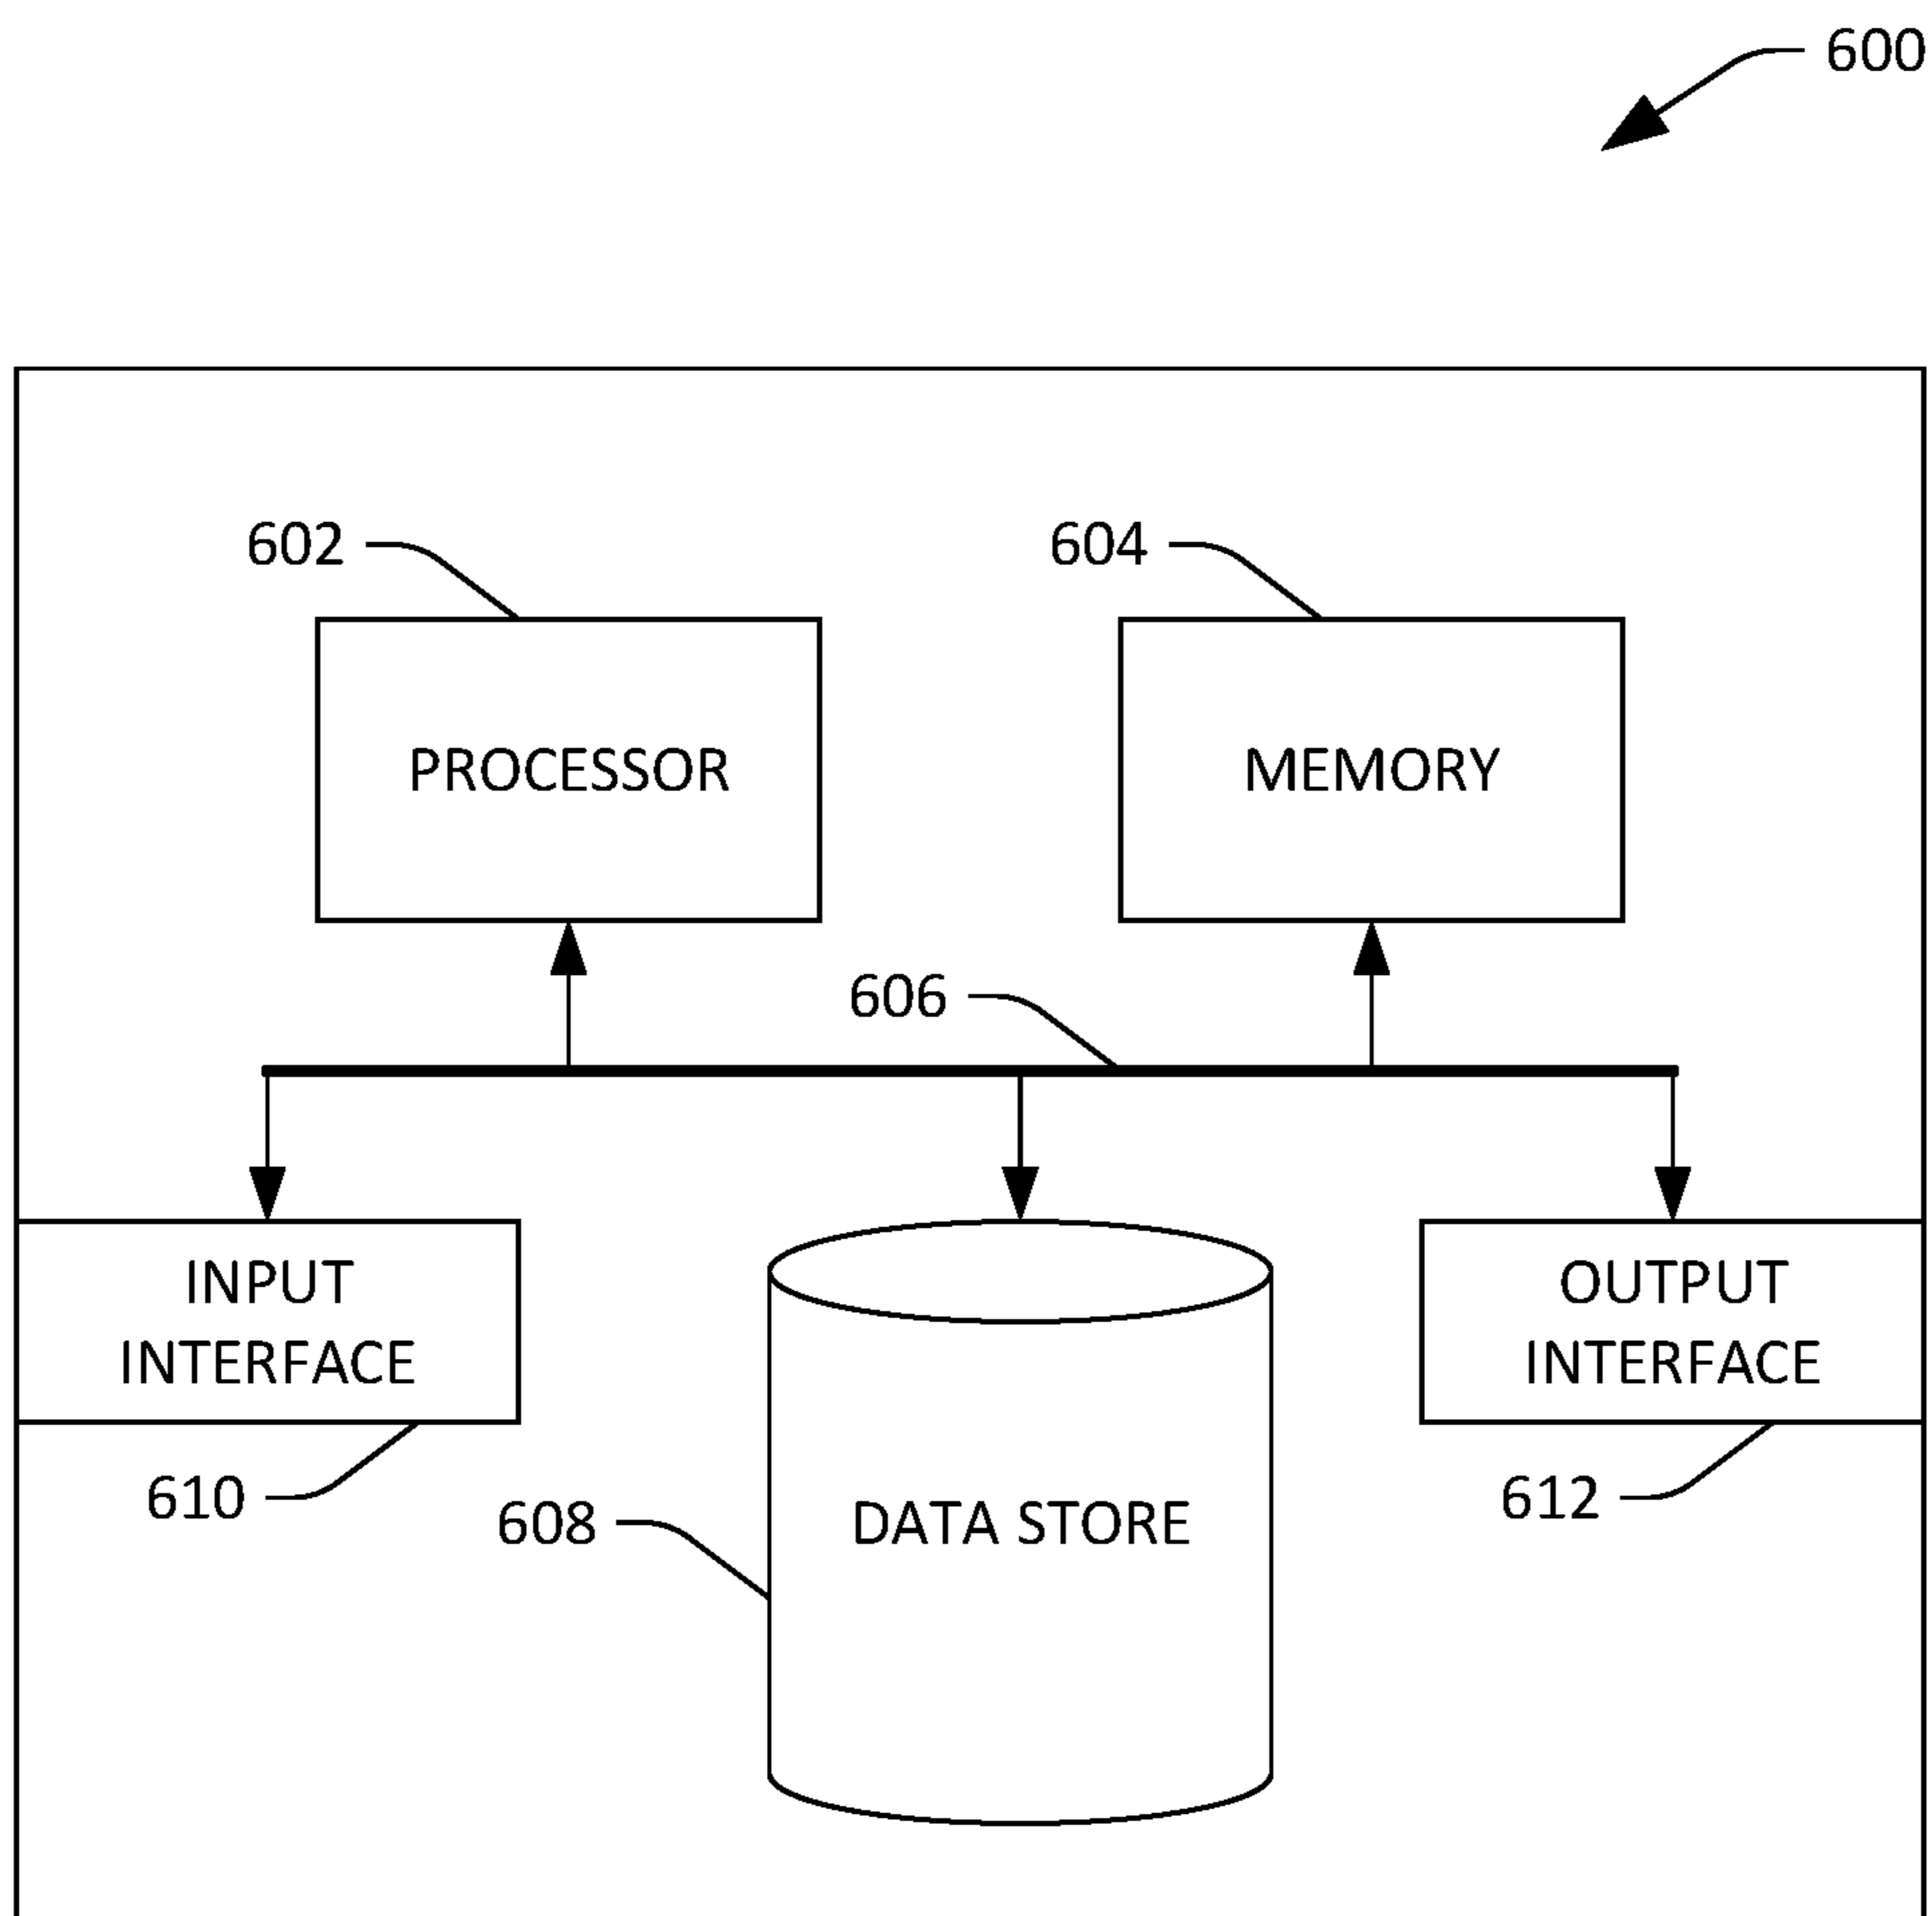 600
602
604
PROCESSOR
MEMORY
606
INPUT
INTERFACE
OUTPUT
INTERFACE
610
608
DATA STORE
612